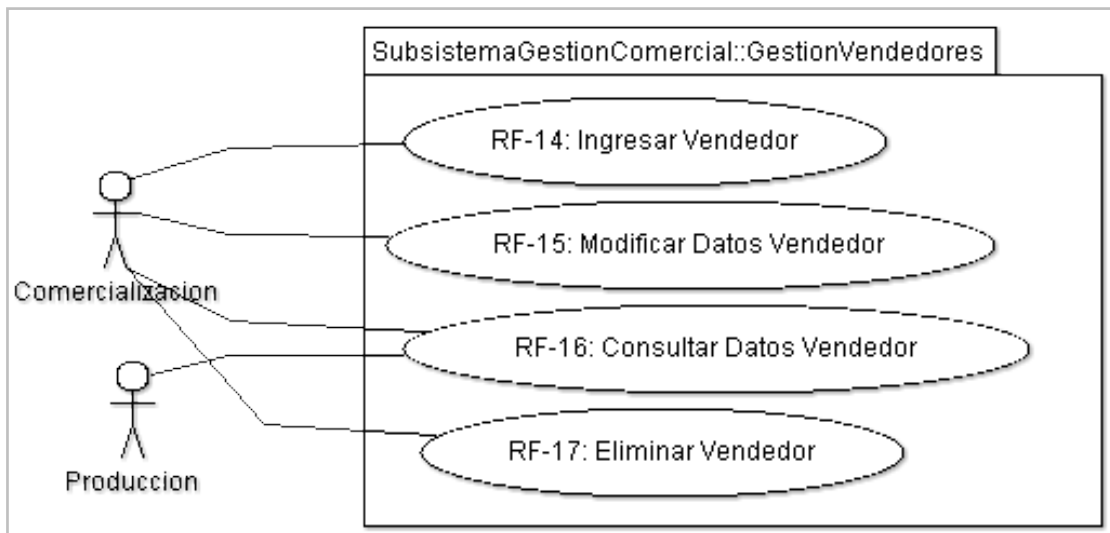 SubsistemaGestionComercial::GestionVendedores
RF-14: Ingresar Vendedor
RF-15: Modificar Datos Vendedor
Comercializacion
RF-16: Consultar Datos Vendedor
RF-17: Eliminar Vendedor
Produccion